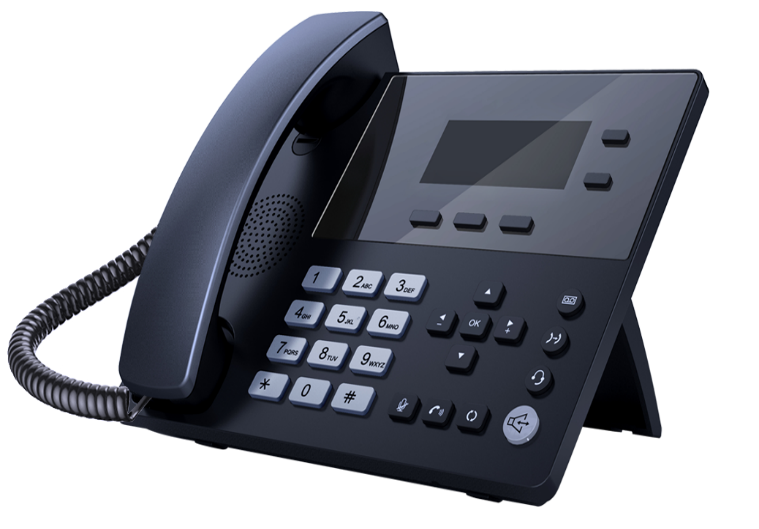 1 2ABC 3DEF
4GHI 5JKL 6MNO
7PQRS 8TUV 9WXYZ
* 0 #
OK
- +